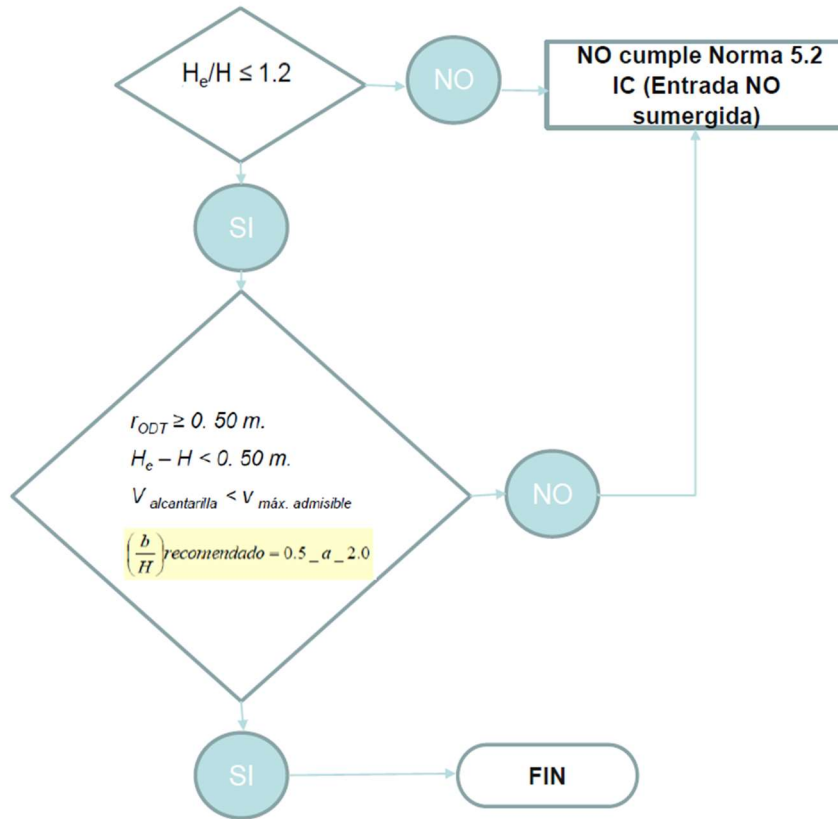 Hₑ/H ≤ 1.2
NO
NO cumple Norma 5.2
IC (Entrada NO
sumergida)
SI
r_ODT ≥ 0. 50 m.
Hₑ – H < 0. 50 m.
V alcantarilla < v máx. admisible
(b/H) recomendado = 0.5 _ a _ 2.0
NO
SI
FIN